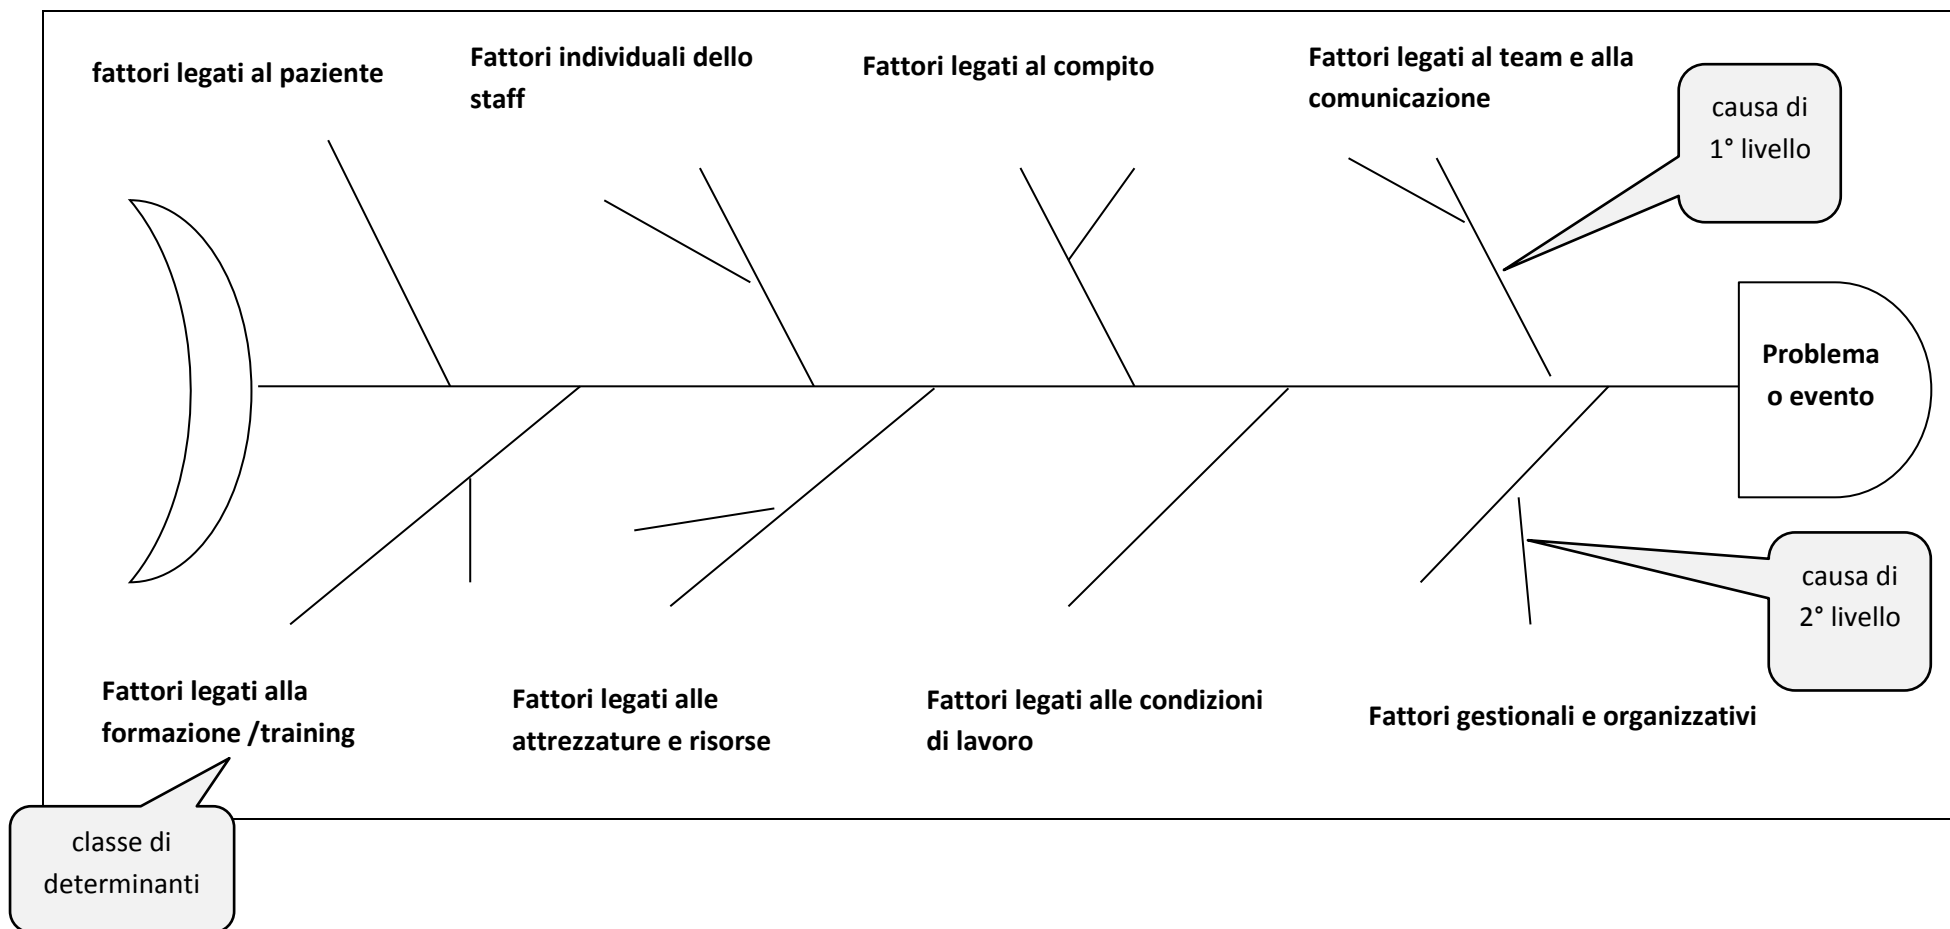 fattori legati al paziente
Fattori individuali dello
staff
Fattori legati al compito
Fattori legati al team e alla
comunicazione
causa di
1° livello
Problema
o evento
causa di
2° livello
Fattori legati alla
formazione /training
Fattori legati alle
attrezzature e risorse
Fattori legati alle condizioni
di lavoro
Fattori gestionali e organizzativi
classe di
determinanti